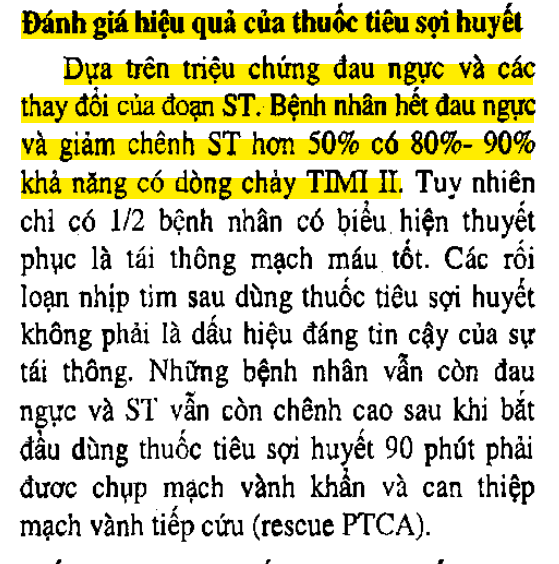 Đánh giá hiệu quả của thuốc tiêu sợi huyết
Dựa trên triệu chứng đau ngực và các
thay đổi của đoạn ST. Bệnh nhân hết đau ngực
và giảm chênh ST hơn 50% có 80%- 90%
khả năng có dòng chảy TIMI II. Tuy nhiên
chỉ có 1/2 bệnh nhân có biểu hiện thuyết
phục là tái thông mạch máu tốt. Các rối
loạn nhịp tim sau dùng thuốc tiêu sợi huyết
không phải là dấu hiệu đáng tin cậy của sự
tái thông. Những bệnh nhân vẫn còn đau
ngực và ST vẫn còn chênh cao sau khi bắt
đầu dùng thuốc tiêu sợi huyết 90 phút phải
đươc chụp mạch vành khẩn và can thiệp
mạch vành tiếp cứu (rescue PTCA).